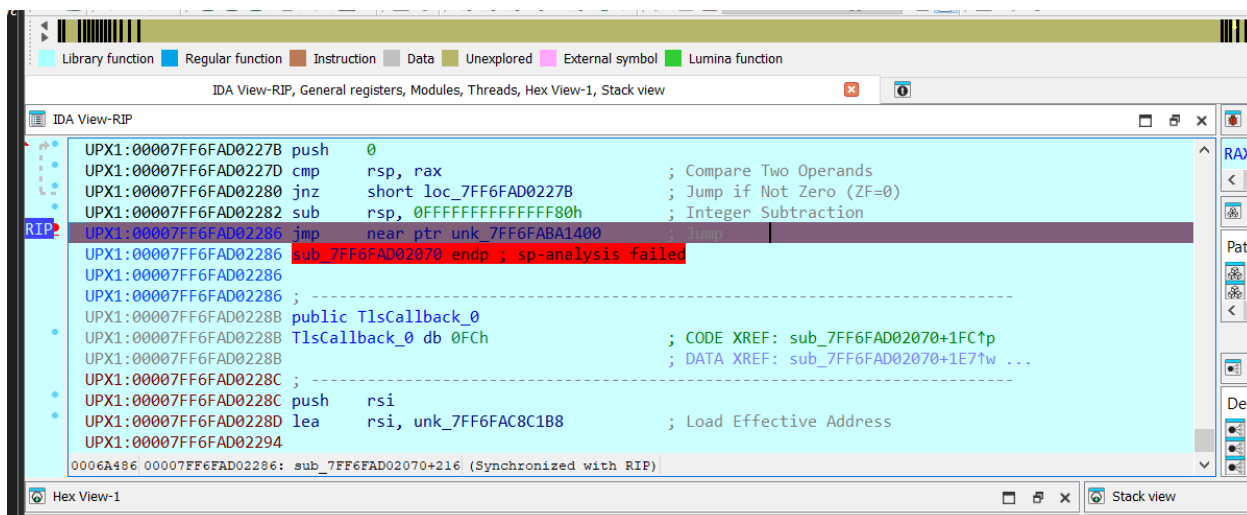 Library function Regular function Instruction Data Unexplored External symbol Lumina function
IDA View-RIP, General registers, Modules, Threads, Hex View-1, Stack view
IDA View-RIP
UPX1:00007FF6FAD0227B push 0
UPX1:00007FF6FAD0227D cmp rsp, rax ; Compare Two Operands
UPX1:00007FF6FAD02280 jnz short loc_7FF6FAD0227B ; Jump if Not Zero (ZF=0)
UPX1:00007FF6FAD02282 sub rsp, 0FFFFFFFFFFFFFF80h ; Integer Subtraction
RIP UPX1:00007FF6FAD02286 jmp near ptr unk_7FF6FABA1400 ; Jump
UPX1:00007FF6FAD02286 sub_7FF6FAD02070 endp ; sp-analysis failed
UPX1:00007FF6FAD02286
UPX1:00007FF6FAD02286 ; ---------------------------------------------------------------------------
UPX1:00007FF6FAD0228B public TlsCallback_0
UPX1:00007FF6FAD0228B TlsCallback_0 db 0FCh ; CODE XREF: sub_7FF6FAD02070+1FC↑p
UPX1:00007FF6FAD0228B ; DATA XREF: sub_7FF6FAD02070+1E7↑w ...
UPX1:00007FF6FAD0228C ; ---------------------------------------------------------------------------
UPX1:00007FF6FAD0228C push rsi
UPX1:00007FF6FAD0228D lea rsi, unk_7FF6FAC8C1B8 ; Load Effective Address
UPX1:00007FF6FAD02294
0006A486 00007FF6FAD02286: sub_7FF6FAD02070+216 (Synchronized with RIP)
Hex View-1
Stack view
RAX
Pat
De